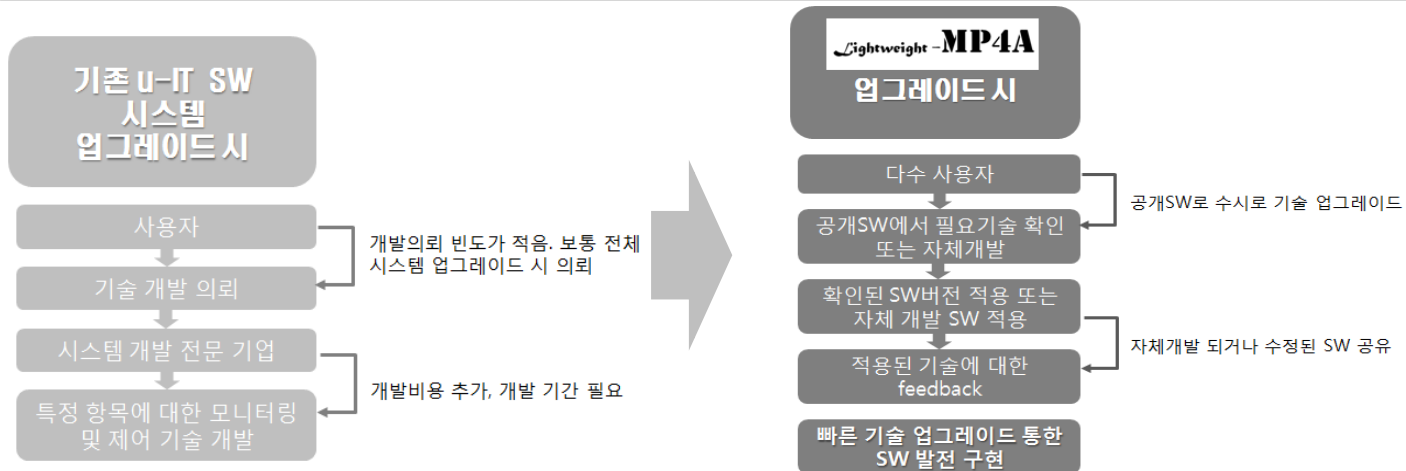 기존 u-IT SW
시스템
업그레이드 시
사용자
기술 개발 의뢰
시스템 개발 전문 기업
특정 항목에 대한 모니터링
및 제어 기술 개발
개발의뢰 빈도가 적음. 보통 전체
시스템 업그레이드 시 의뢰
개발비용 추가, 개발 기간 필요
Lightweight -MP4A
업그레이드 시
다수 사용자
공개SW에서 필요기술 확인
또는 자체개발
확인된 SW버전 적용 또는
자체 개발 SW 적용
적용된 기술에 대한
feedback
빠른 기술 업그레이드 통한
SW 발전 구현
공개SW로 수시로 기술 업그레이드
자체개발 되거나 수정된 SW 공유